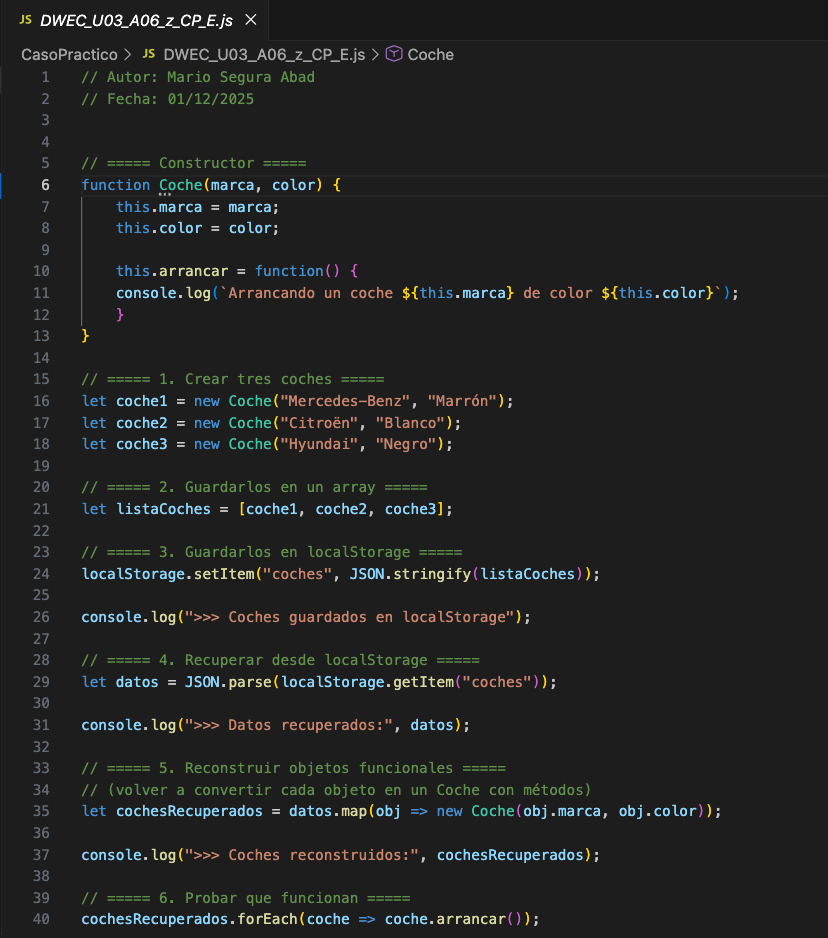 JS DWEC_U03_A06_z_CP_E.js ×
CasoPractico > JS DWEC_U03_A06_z_CP_E.js > Coche
1 // Autor: Mario Segura Abad
2 // Fecha: 01/12/2025
3
4
5 // ===== Constructor =====
6 function Coche(marca, color) {
7     this.marca = marca;
8     this.color = color;
9
10     this.arrancar = function() {
11     console.log(`Arrancando un coche ${this.marca} de color ${this.color}`);
12     }
13 }
14
15 // ===== 1. Crear tres coches =====
16 let coche1 = new Coche("Mercedes-Benz", "Marrón");
17 let coche2 = new Coche("Citroën", "Blanco");
18 let coche3 = new Coche("Hyundai", "Negro");
19
20 // ===== 2. Guardarlos en un array =====
21 let listaCoches = [coche1, coche2, coche3];
22
23 // ===== 3. Guardarlos en localStorage =====
24 localStorage.setItem("coches", JSON.stringify(listaCoches));
25
26 console.log(">>> Coches guardados en localStorage");
27
28 // ===== 4. Recuperar desde localStorage =====
29 let datos = JSON.parse(localStorage.getItem("coches"));
30
31 console.log(">>> Datos recuperados:", datos);
32
33 // ===== 5. Reconstruir objetos funcionales =====
34 // (volver a convertir cada objeto en un Coche con métodos)
35 let cochesRecuperados = datos.map(obj => new Coche(obj.marca, obj.color));
36
37 console.log(">>> Coches reconstruidos:", cochesRecuperados);
38
39 // ===== 6. Probar que funcionan =====
40 cochesRecuperados.forEach(coche => coche.arrancar());